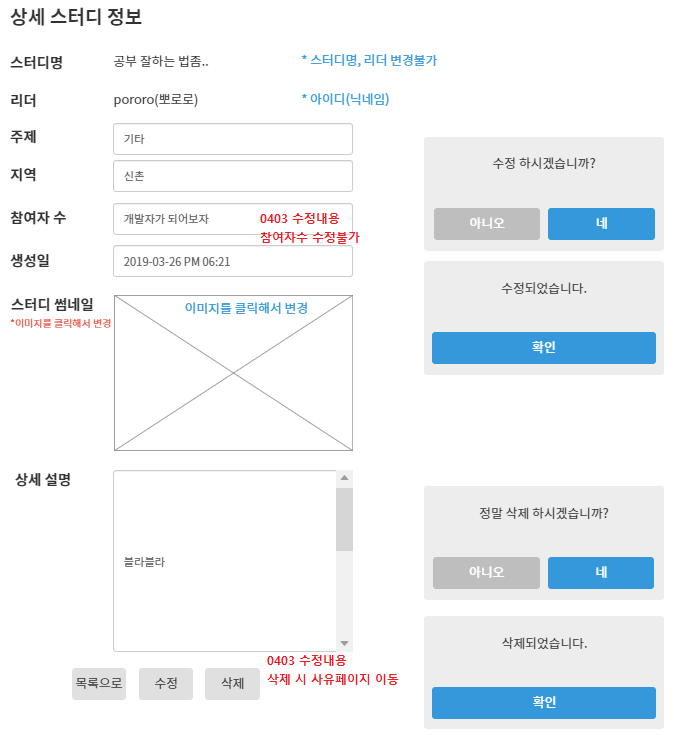 상세 스터디 정보
스터디명
공부 잘하는 법좀..
* 스터디명, 리더 변경불가
리더
pororo(뽀로로)
* 아이디(닉네임)
주제
기타
지역
신촌
참여자 수
개발자가 되어보자
0403 수정내용
참여자수 수정불가
생성일
2019-03-26 PM 06:21
스터디 썸네일
*이미지를 클릭해서 변경
이미지를 클릭해서 변경
상세 설명
블라블라
0403 수정내용
삭제 시 사유페이지 이동
목록으로
수정
삭제
수정 하시겠습니까?
아니오
네
수정되었습니다.
확인
정말 삭제 하시겠습니까?
아니오
네
삭제되었습니다.
확인